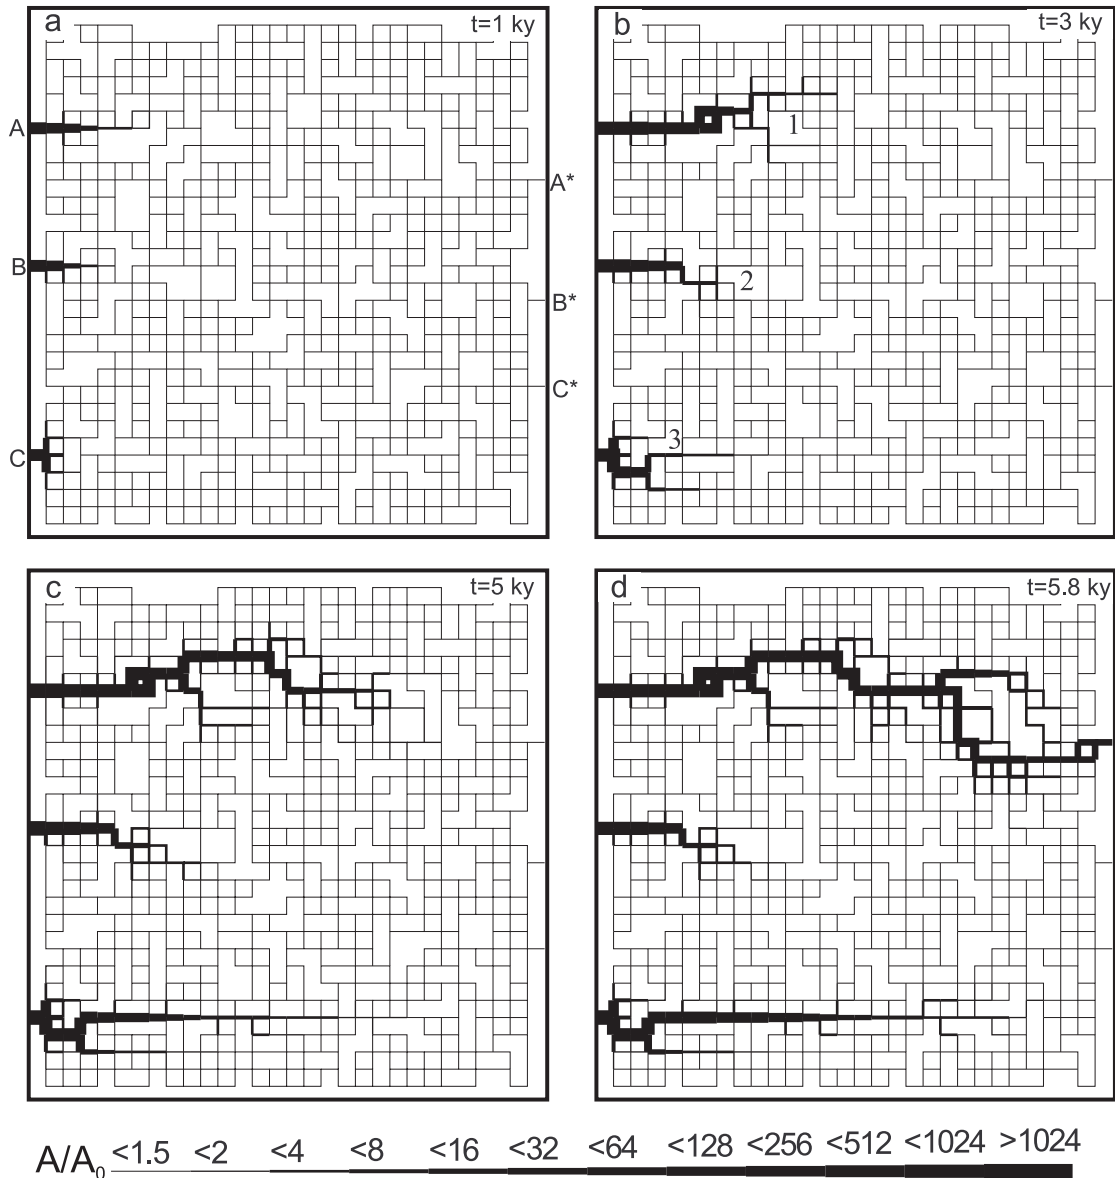 a
t=1 ky
b
t=3 ky
A
1
A*
B
2
B*
C*
C
3
c
t=5 ky
d
t=5.8 ky
A/A0 <1.5 <2 <4 <8 <16 <32 <64 <128 <256 <512 <1024 >1024